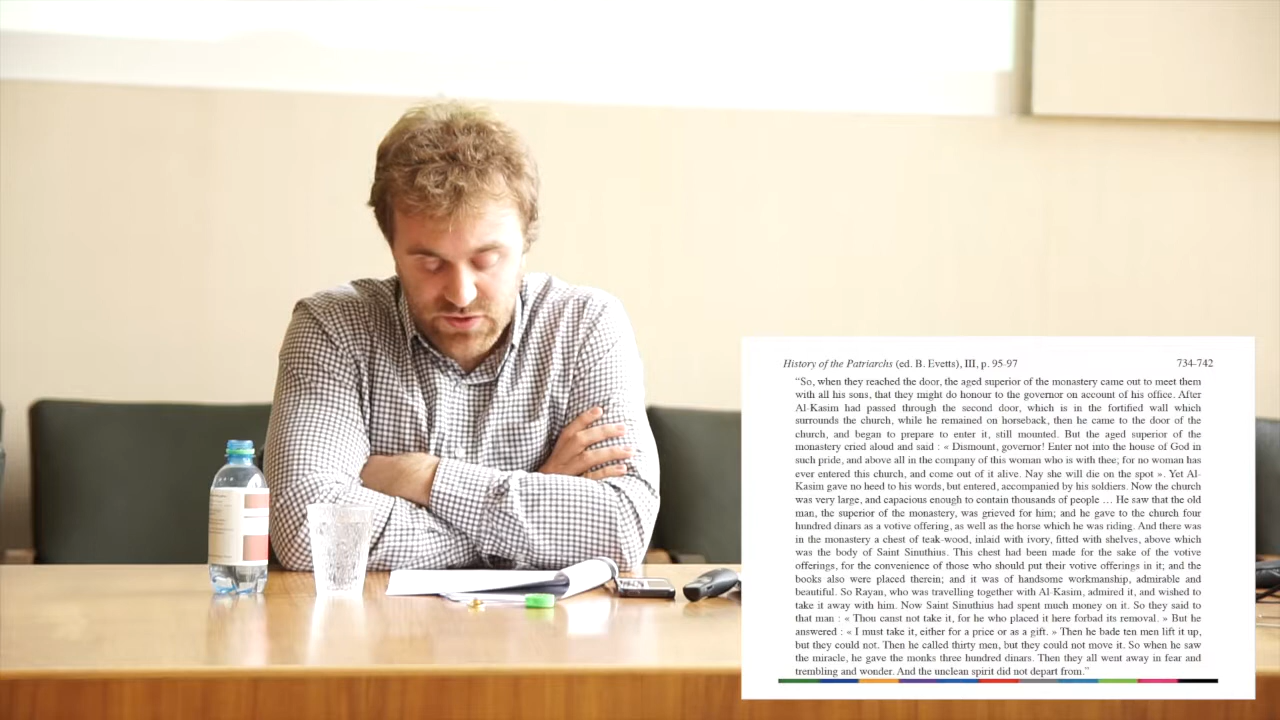 History of the Patriarchs (ed. B. Evetts), III, p. 95-97 734-742
“So, when they reached the door, the aged superior of the monastery came out to meet them
with all his sons, that they might do honour to the governor on account of his office. After
Al-Kasim had passed through the second door, which is in the fortified wall which
surrounds the church, while he remained on horseback, then he came to the door of the
church, and began to prepare to enter it, still mounted. But the aged superior of the
monastery cried aloud and said : « Dismount, governor! Enter not into the house of God in
such pride, and above all in the company of this woman who is with thee; for no woman has
ever entered this church, and come out of it alive. Nay she will die on the spot ». Yet Al-
Kasim gave no heed to his words, but entered, accompanied by his soldiers. Now the church
was very large, and capacious enough to contain thousands of people … He saw that the old
man, the superior of the monastery, was grieved for him; and he gave to the church four
hundred dinars as a votive offering, as well as the horse which he was riding. And there was
in the monastery a chest of teak-wood, inlaid with ivory, fitted with shelves, above which
was the body of Saint Sinuthius. This chest had been made for the sake of the votive
offerings, for the convenience of those who should put their votive offerings in it; and the
books also were placed therein; and it was of handsome workmanship, admirable and
beautiful. So Rayan, who was travelling together with Al-Kasim, admired it, and wished to
take it away with him. Now Saint Sinuthius had spent much money on it. So they said to
that man : « Thou canst not take it, for he who placed it here forbad its removal. » But he
answered : « I must take it, either for a price or as a gift. » Then he bade ten men lift it up,
but they could not. Then he called thirty men, but they could not move it. So when he saw
the miracle, he gave the monks three hundred dinars. Then they all went away in fear and
trembling and wonder. And the unclean spirit did not depart from.”